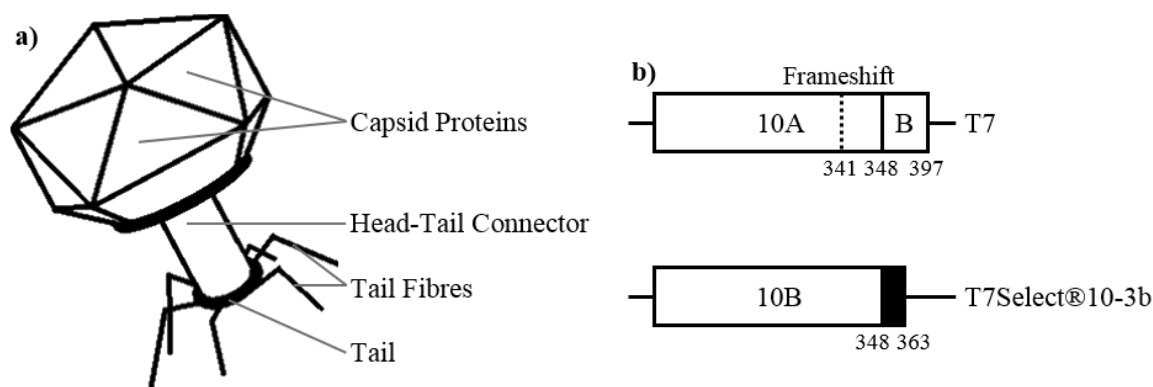 a)
Capsid Proteins
Head-Tail Connector
Tail Fibres
Tail
b)
Frameshift
10A B T7
341 348 397
10B T7Select®10-3b
348 363